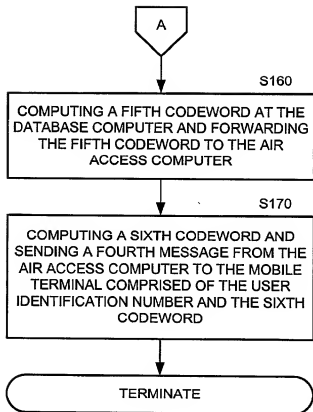 A
S160
COMPUTING A FIFTH CODEWORD AT THE
DATABASE COMPUTER AND FORWARDING
THE FIFTH CODEWORD TO THE AIR
ACCESS COMPUTER
S170
COMPUTING A SIXTH CODEWORD AND
SENDING A FOURTH MESSAGE FROM THE
AIR ACCESS COMPUTER TO THE MOBILE
TERMINAL COMPRISED OF THE USER
IDENTIFICATION NUMBER AND THE SIXTH
CODEWORD
TERMINATE